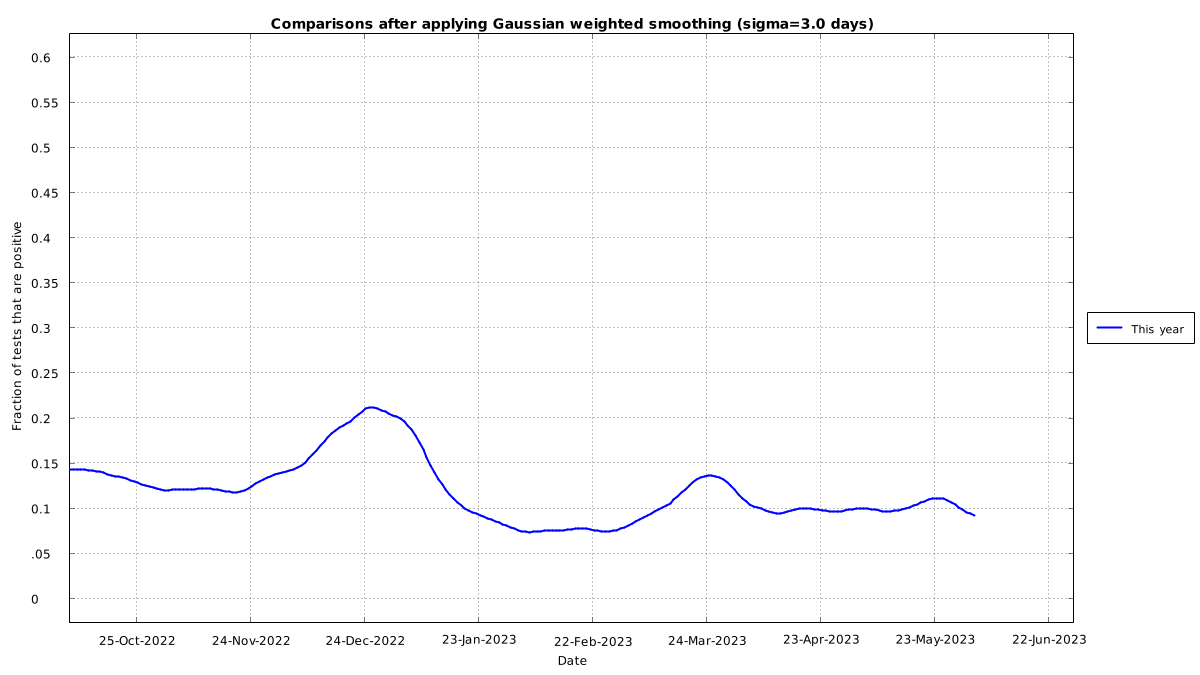 Comparisons after applying Gaussian weighted smoothing (sigma=3.0 days)
0.6
0.55
0.5
0.45
0.4
0.35
0.3
0.25
0.2
0.15
0.1
.05
0
Fraction of tests that are positive
This year
25-Oct-2022 24-Nov-2022 24-Dec-2022 23-Jan-2023 22-Feb-2023 24-Mar-2023 23-Apr-2023 23-May-2023 22-Jun-2023
Date